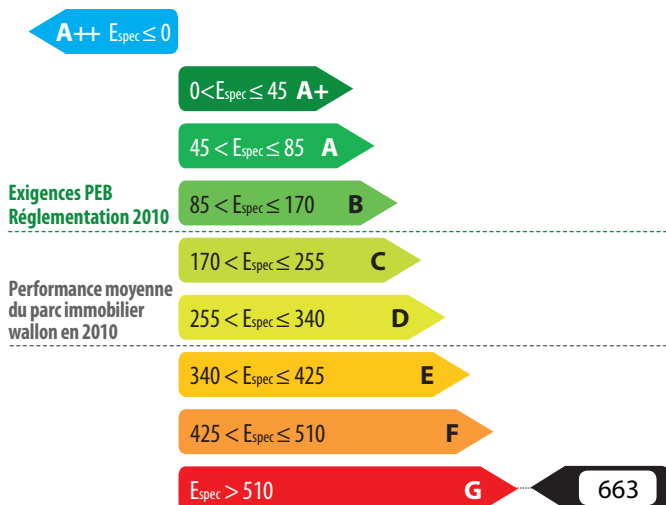 A++ Espec ≤ 0
0<Espec ≤ 45 A+
45 < Espec ≤ 85 A
Exigences PEB
Réglementation 2010
85 < Espec ≤ 170 B
170 < Espec ≤ 255 C
Performance moyenne
du parc immobilier
wallon en 2010
255 < Espec ≤ 340 D
340 < Espec ≤ 425 E
425 < Espec ≤ 510 F
Espec > 510 G 663